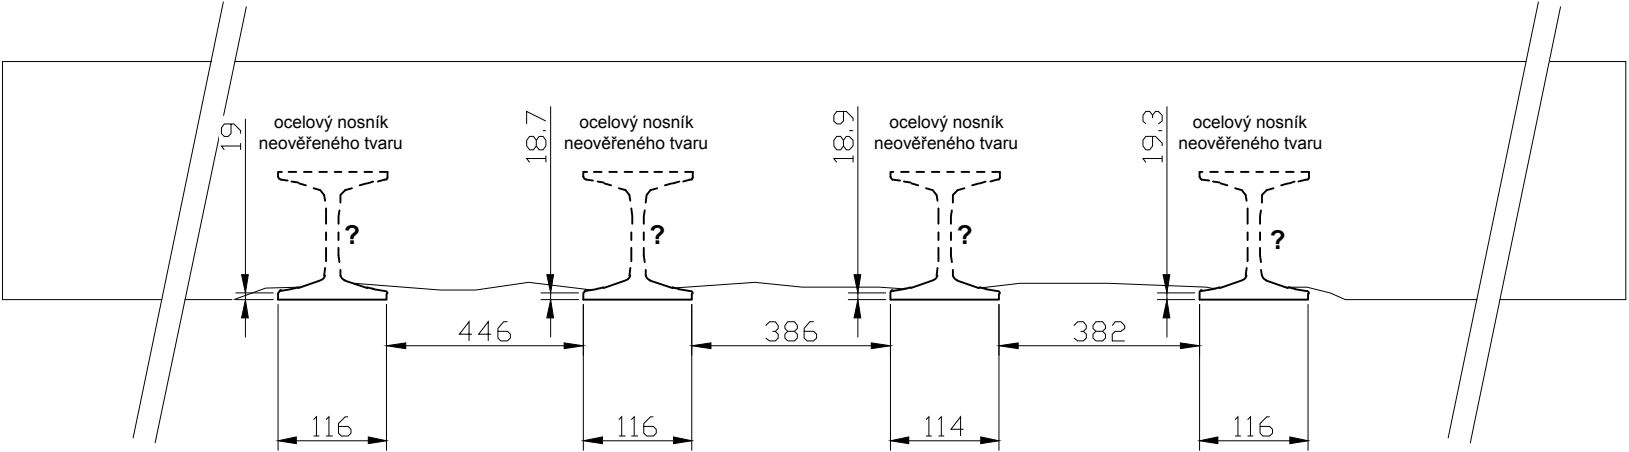 19
ocelový nosník
neověřeného tvaru
18.7
ocelový nosník
neověřeného tvaru
18.9
ocelový nosník
neověřeného tvaru
19.3
ocelový nosník
neověřeného tvaru
?
?
?
?
446
386
382
116
116
114
116